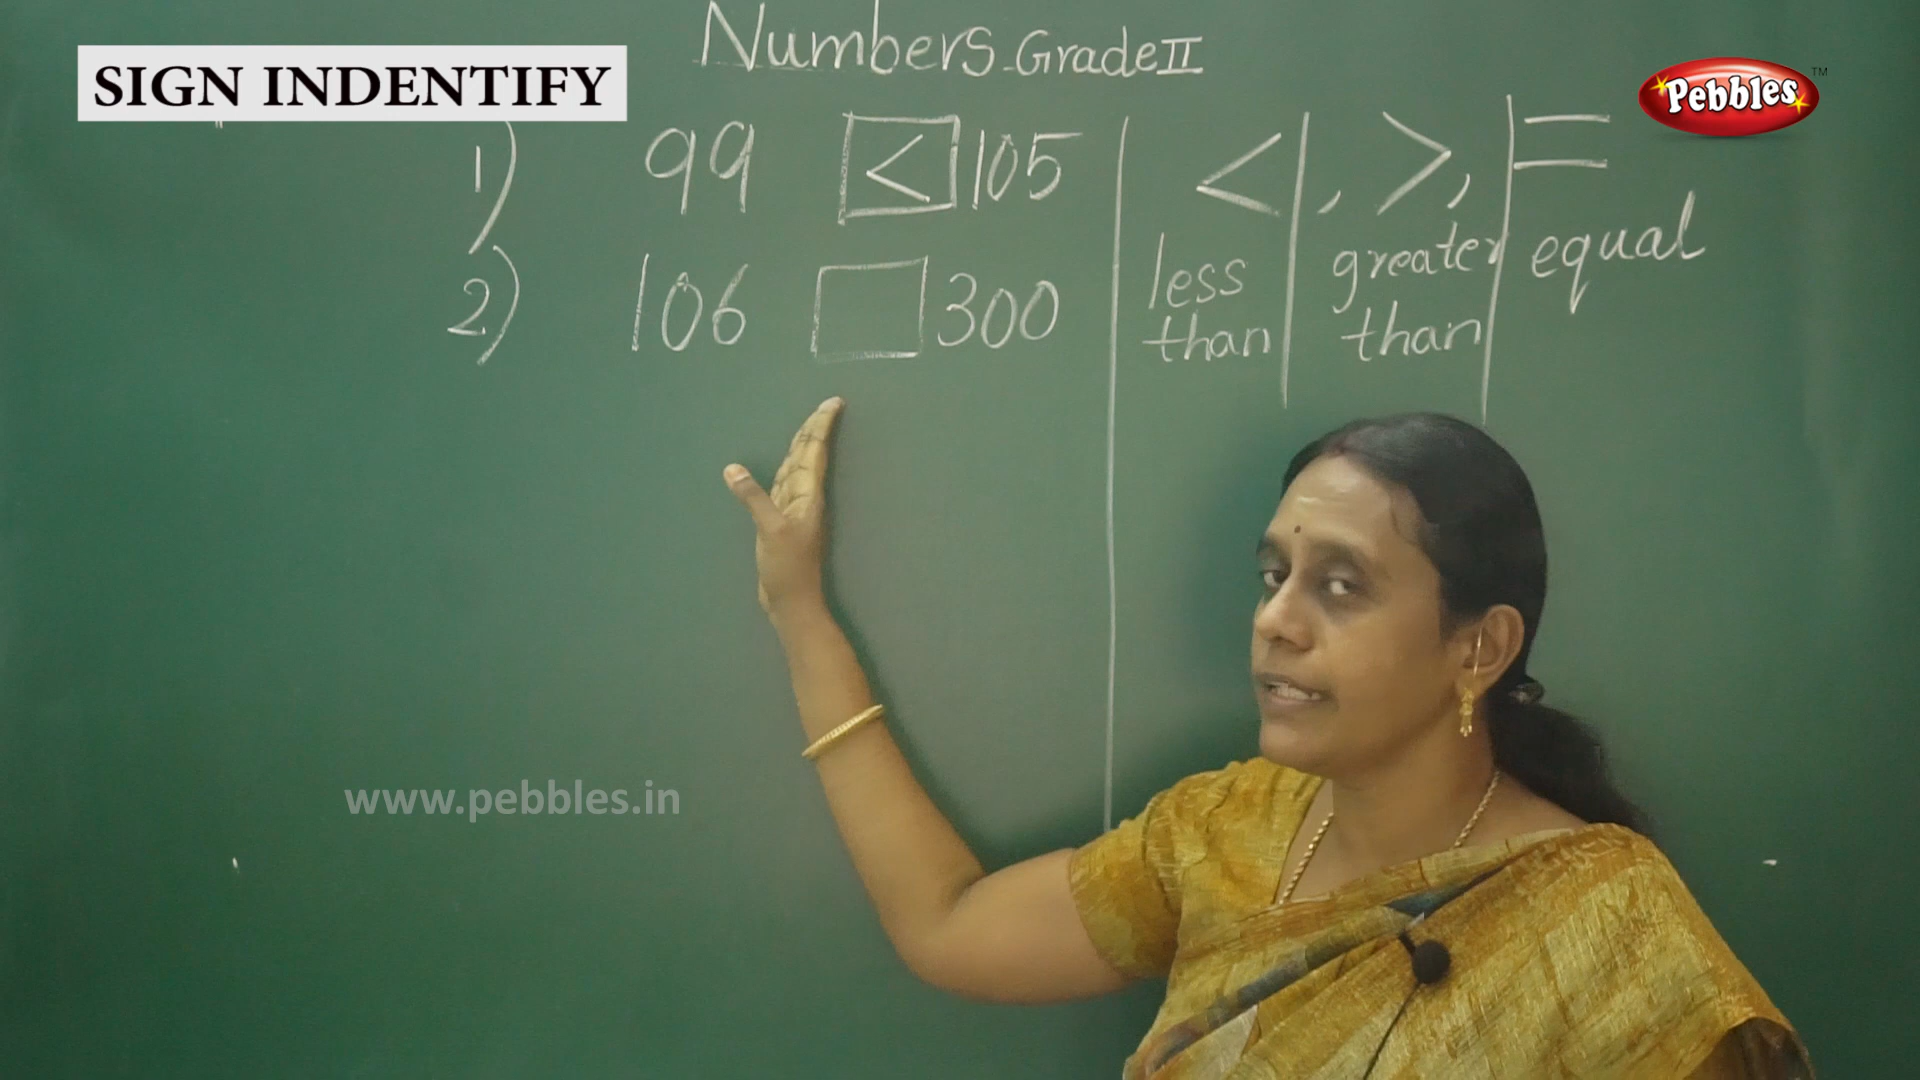 Numbers Grade II
SIGN INDENTIFY
Pebbles™
1) 99 < 105
2) 106 300
<, >, =
less than
greater than
equal
www.pebbles.in